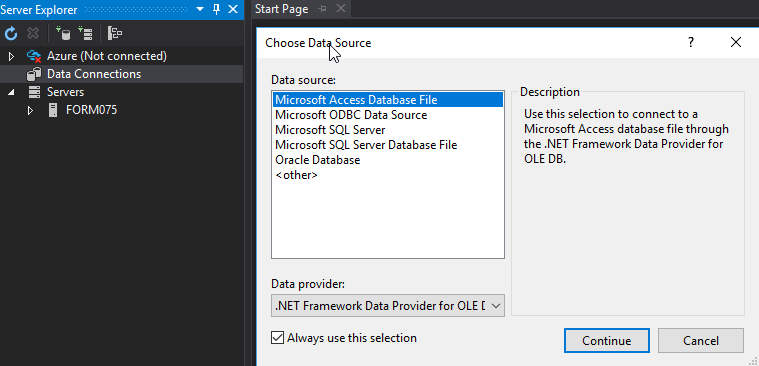 Server Explorer
Azure (Not connected)
Data Connections
Servers
FORM075
Start Page
Choose Data Source
?
Data source:
Microsoft Access Database File
Microsoft ODBC Data Source
Microsoft SQL Server
Microsoft SQL Server Database File
Oracle Database
<other>
Description
Use this selection to connect to a
Microsoft Access database file through
the .NET Framework Data Provider for
OLE DB.
Data provider:
.NET Framework Data Provider for OLE D
Always use this selection
Continue
Cancel